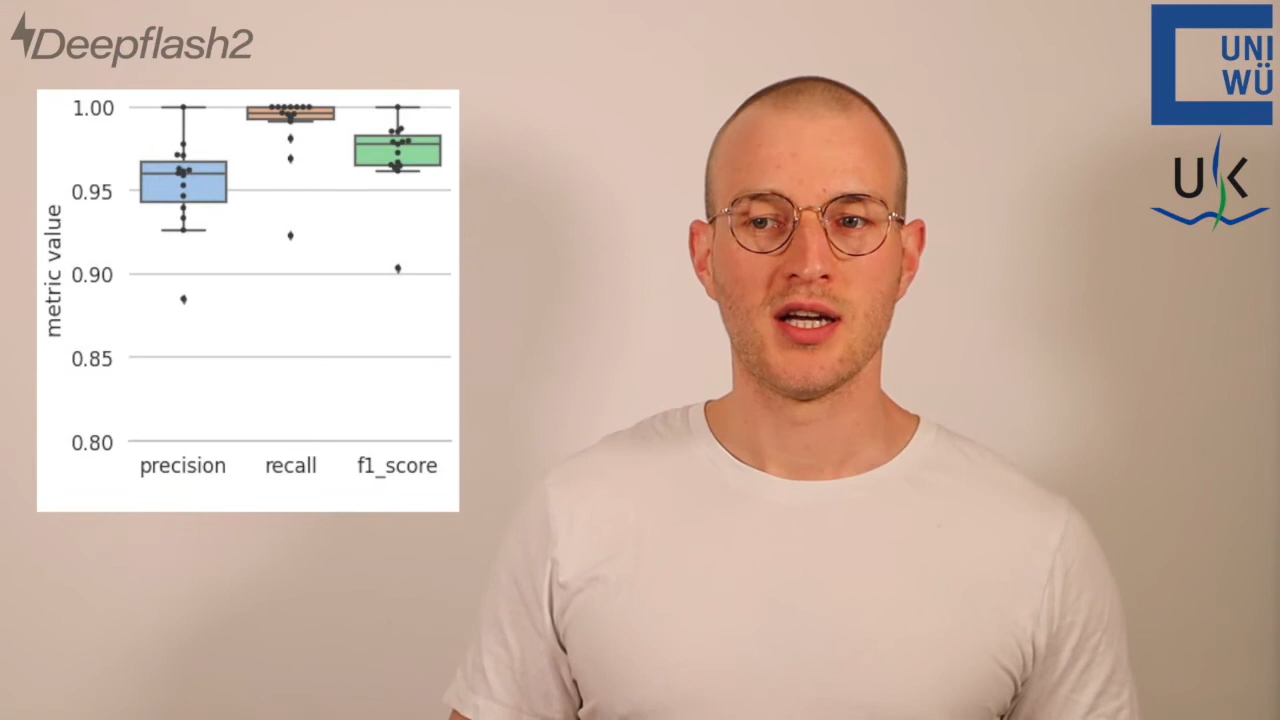 Deepflash2
UNI
WÜ
UK
1.00
0.95
0.90
0.85
0.80
metric value
precision recall f1_score